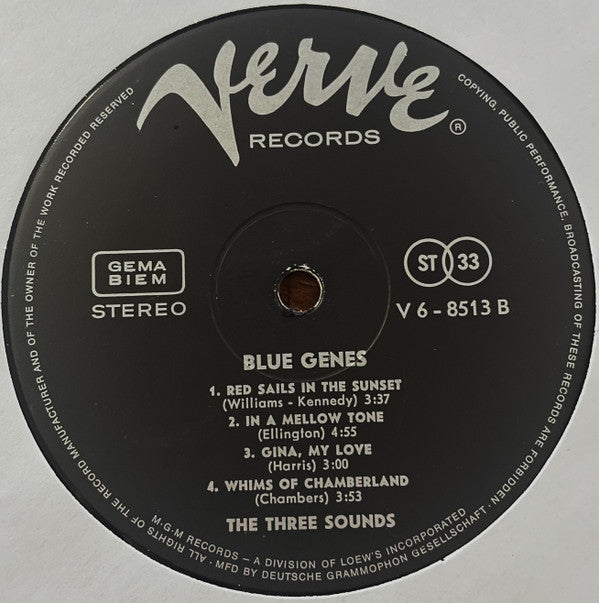 Verve
RECORDS
®
GEMA
BIEM
STEREO
ST 33
V 6 - 8513 B
BLUE GENES
1. RED SAILS IN THE SUNSET
(Williams - Kennedy) 3:37
2. IN A MELLOW TONE
(Ellington) 4:55
3. GINA, MY LOVE
(Harris) 3:00
4. WHIMS OF CHAMBERLAND
(Chambers) 3:53
THE THREE SOUNDS
M·G·M RECORDS – A DIVISION OF LOEW'S INCORPORATED
ALL RIGHTS OF THE RECORD MANUFACTURER AND OF THE OWNER OF THE WORK RECORDED RESERVED
COPYING, PUBLIC PERFORMANCE, BROADCASTING OF THESE RECORDS ARE FORBIDDEN · MFD BY DEUTSCHE GRAMMOPHON GESELLSCHAFT ·